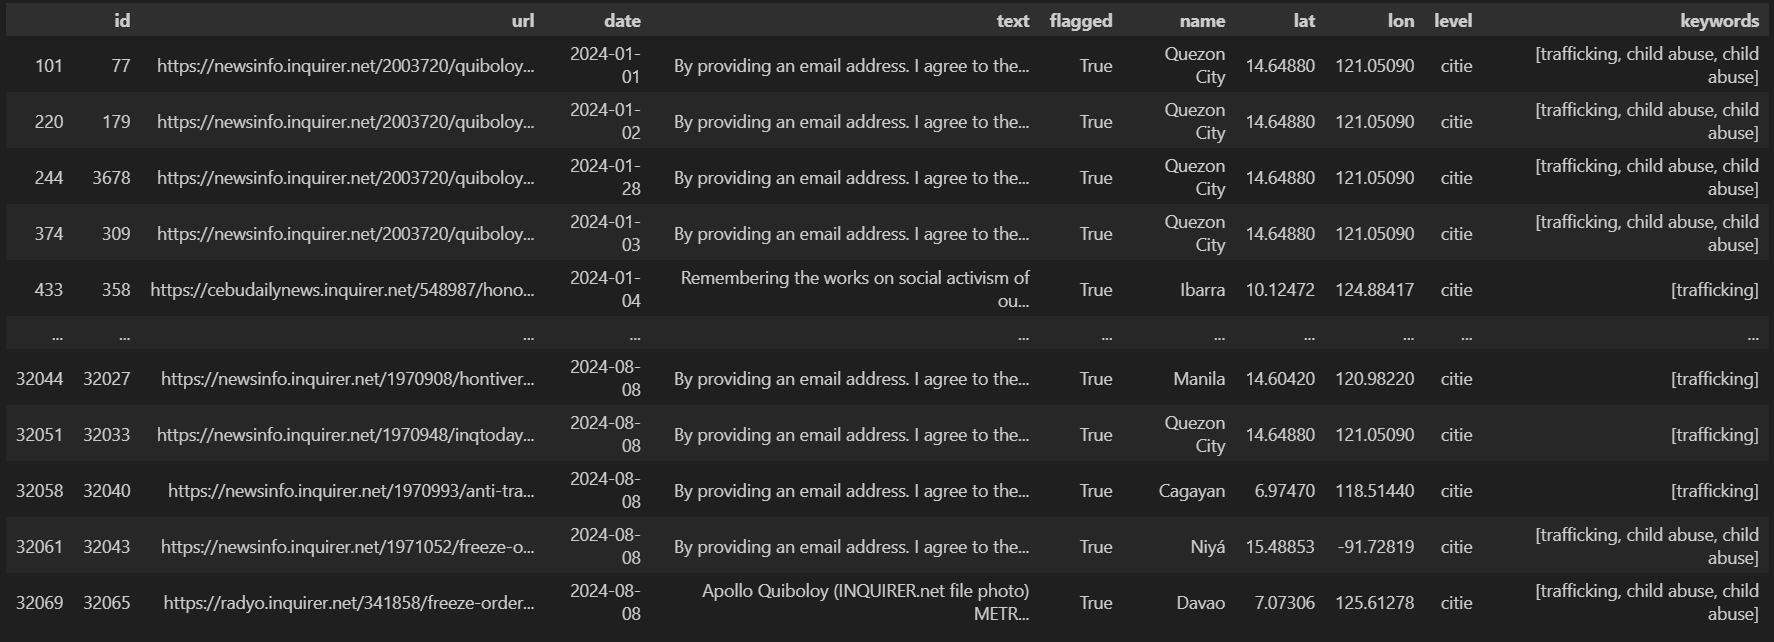 id url date text flagged name lat lon level keywords
101 77 https://newsinfo.inquirer.net/2003720/quiboloy... 2024-01-01 By providing an email address. I agree to the... True Quezon City 14.64880 121.05090 citie [trafficking, child abuse, child abuse]
220 179 https://newsinfo.inquirer.net/2003720/quiboloy... 2024-01-02 By providing an email address. I agree to the... True Quezon City 14.64880 121.05090 citie [trafficking, child abuse, child abuse]
244 3678 https://newsinfo.inquirer.net/2003720/quiboloy... 2024-01-28 By providing an email address. I agree to the... True Quezon City 14.64880 121.05090 citie [trafficking, child abuse, child abuse]
374 309 https://newsinfo.inquirer.net/2003720/quiboloy... 2024-01-03 By providing an email address. I agree to the... True Quezon City 14.64880 121.05090 citie [trafficking, child abuse, child abuse]
433 358 https://cebudailynews.inquirer.net/548987/hono... 2024-01-04 Remembering the works on social activism of ou... True Ibarra 10.12472 124.88417 citie [trafficking]
... ... ... ... ... ... ... ... ... ... ...
32044 32027 https://newsinfo.inquirer.net/1970908/hontiver... 2024-08-08 By providing an email address. I agree to the... True Manila 14.60420 120.98220 citie [trafficking]
32051 32033 https://newsinfo.inquirer.net/1970948/inqtoday... 2024-08-08 By providing an email address. I agree to the... True Quezon City 14.64880 121.05090 citie [trafficking]
32058 32040 https://newsinfo.inquirer.net/1970993/anti-tra... 2024-08-08 By providing an email address. I agree to the... True Cagayan 6.97470 118.51440 citie [trafficking]
32061 32043 https://newsinfo.inquirer.net/1971052/freeze-o... 2024-08-08 By providing an email address. I agree to the... True Niyá 15.48853 -91.72819 citie [trafficking, child abuse, child abuse]
32069 32065 https://radyo.inquirer.net/341858/freeze-order... 2024-08-08 Apollo Quiboloy (INQUIRER.net file photo) METR... True Davao 7.07306 125.61278 citie [trafficking, child abuse, child abuse]